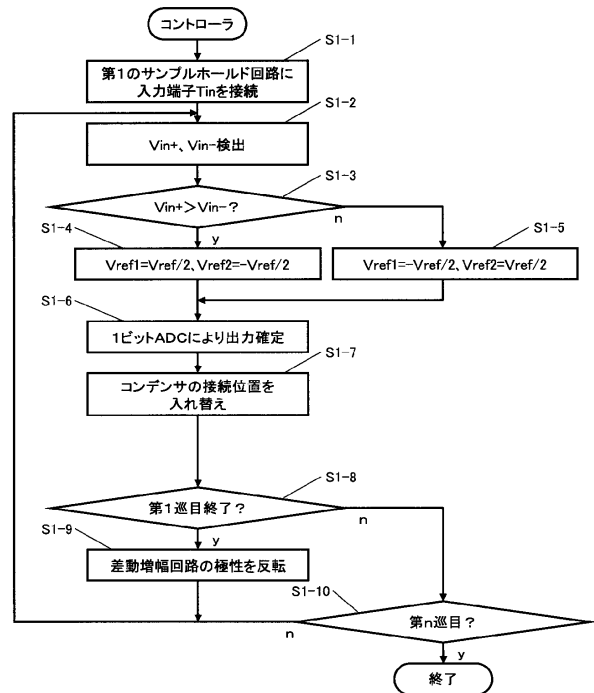 コントローラ
S1-1
第1のサンプルホールド回路に
入力端子Tinを接続
S1-2
Vin+、Vin-検出
S1-3
Vin+>Vin-?
n
y
S1-4
Vref1=Vref/2、Vref2=-Vref/2
S1-5
Vref1=-Vref/2、Vref2=Vref/2
S1-6
1ビットADCにより出力確定
S1-7
コンデンサの接続位置を
入れ替え
S1-8
第1巡目終了?
n
y
S1-9
差動増幅回路の極性を反転
S1-10
第n巡目?
n
y
終了